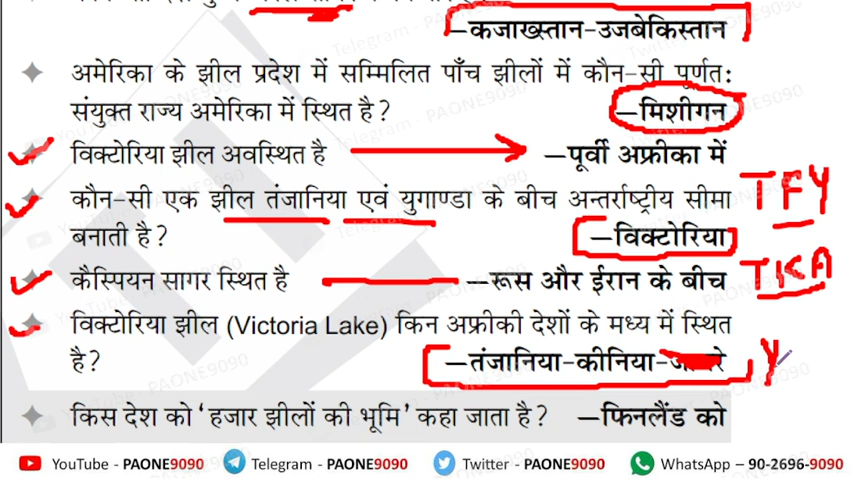 —कजाख्स्तान-उजबेकिस्तान
अमेरिका के झील प्रदेश में सम्मिलित पाँच झीलों में कौन-सी पूर्णतः
संयुक्त राज्य अमेरिका में स्थित है? —मिशीगन
विक्टोरिया झील अवस्थित है —पूर्वी अफ्रीका में
कौन-सी एक झील तंजानिया एवं युगाण्डा के बीच अन्तर्राष्ट्रीय सीमा TFY
बनाती है? —विक्टोरिया
कैस्पियन सागर स्थित है —रूस और ईरान के बीच TKA
विक्टोरिया झील (Victoria Lake) किन अफ्रीकी देशों के मध्य में स्थित
है? —तंजानिया-कीनिया- Y
किस देश को 'हजार झीलों की भूमि' कहा जाता है? —फिनलैंड को
YouTube - PAONE9090 Telegram - PAONE9090 Twitter - PAONE9090 WhatsApp – 90-2696-9090